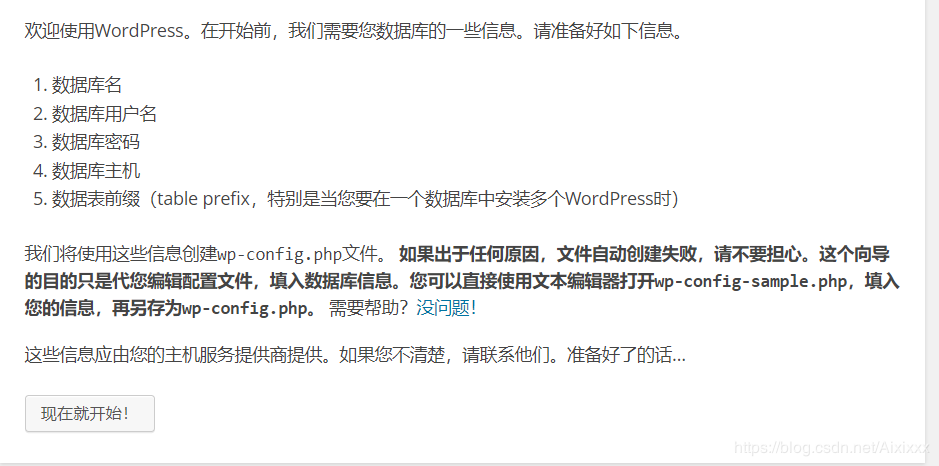 欢迎使用WordPress。在开始前，我们需要您数据库的一些信息。请准备好如下信息。
1. 数据库名
2. 数据库用户名
3. 数据库密码
4. 数据库主机
5. 数据表前缀（table prefix，特别是当您要在一个数据库中安装多个WordPress时）
我们将使用这些信息创建wp-config.php文件。 如果出于任何原因，文件自动创建失败，请不要担心。这个向导
的目的只是代您编辑配置文件，填入数据库信息。您可以直接使用文本编辑器打开wp-config-sample.php，填入
您的信息，再另存为wp-config.php。 需要帮助？没问题！
这些信息应由您的主机服务提供商提供。如果您不清楚，请联系他们。准备好了的话…
现在就开始！
https://blog.csdn.net/Aixixxx